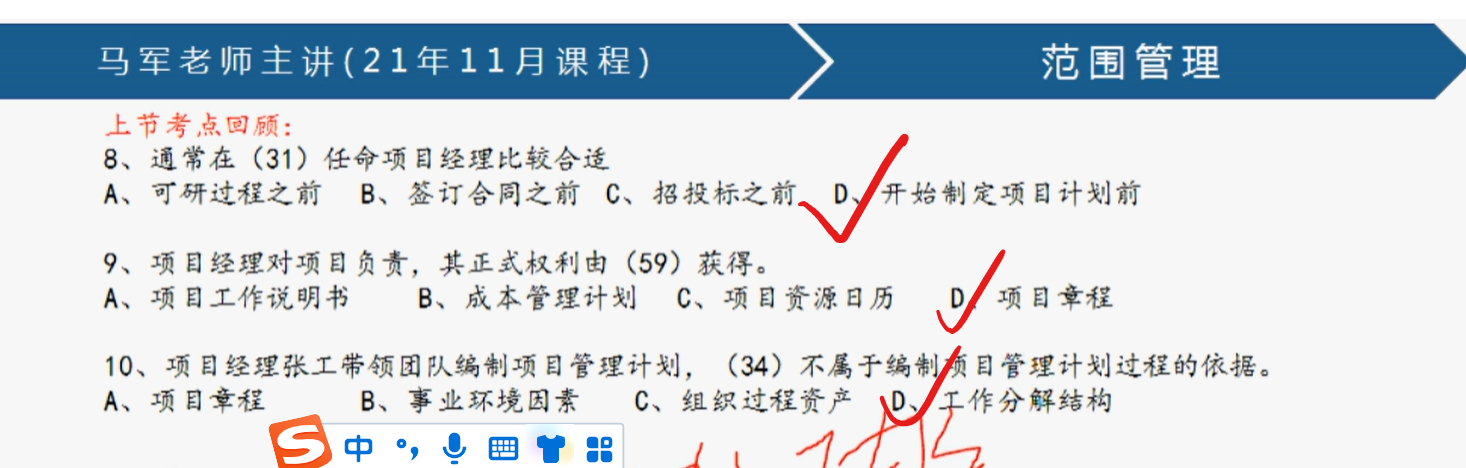 马军老师主讲(21年11月课程)
范围管理
上节考点回顾:
8、通常在（31）任命项目经理比较合适
A、可研过程之前 B、签订合同之前 C、招投标之前 D、开始制定项目计划前
9、项目经理对项目负责，其正式权利由（59）获得。
A、项目工作说明书 B、成本管理计划 C、项目资源日历 D、项目章程
10、项目经理张工带领团队编制项目管理计划，（34）不属于编制项目管理计划过程的依据。
A、项目章程 B、事业环境因素 C、组织过程资产 D、工作分解结构
中